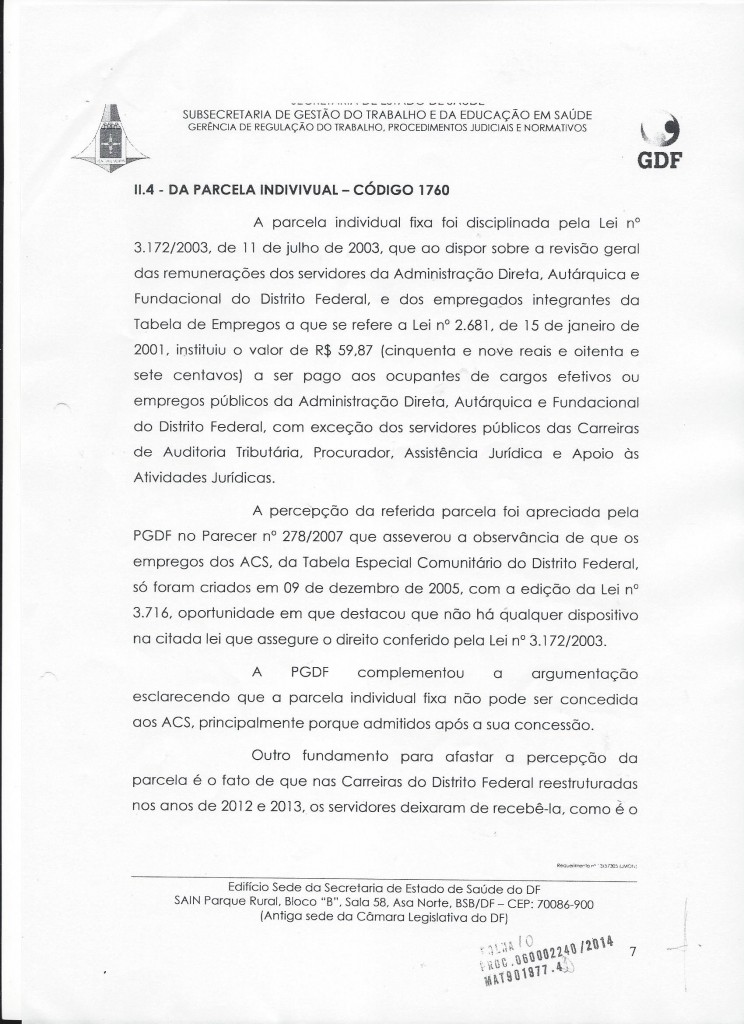 SECRETARIA DE ESTADO DE SAÚDE
SUBSECRETARIA DE GESTÃO DO TRABALHO E DA EDUCAÇÃO EM SAÚDE
GERÊNCIA DE REGULAÇÃO DO TRABALHO, PROCEDIMENTOS JUDICIAIS E NORMATIVOS
GDF
II.4 - DA PARCELA INDIVIVUAL – CÓDIGO 1760
A parcela individual fixa foi disciplinada pela Lei nº
3.172/2003, de 11 de julho de 2003, que ao dispor sobre a revisão geral
das remunerações dos servidores da Administração Direta, Autárquica e
Fundacional do Distrito Federal, e dos empregados integrantes da
Tabela de Empregos a que se refere a Lei nº 2.681, de 15 de janeiro de
2001, instituiu o valor de R$ 59,87 (cinquenta e nove reais e oitenta e
sete centavos) a ser pago aos ocupantes de cargos efetivos ou
empregos públicos da Administração Direta, Autárquica e Fundacional
do Distrito Federal, com exceção dos servidores públicos das Carreiras
de Auditoria Tributária, Procurador, Assistência Jurídica e Apoio às
Atividades Jurídicas.
A percepção da referida parcela foi apreciada pela
PGDF no Parecer nº 278/2007 que asseverou a observância de que os
empregos dos ACS, da Tabela Especial Comunitário do Distrito Federal,
só foram criados em 09 de dezembro de 2005, com a edição da Lei nº
3.716, oportunidade em que destacou que não há qualquer dispositivo
na citada lei que assegure o direito conferido pela Lei nº 3.172/2003.
A PGDF complementou a argumentação
esclarecendo que a parcela individual fixa não pode ser concedida
aos ACS, principalmente porque admitidos após a sua concessão.
Outro fundamento para afastar a percepção da
parcela é o fato de que nas Carreiras do Distrito Federal reestruturadas
nos anos de 2012 e 2013, os servidores deixaram de recebê-la, como é o
Requerimento nº
Edifício Sede da Secretaria de Estado de Saúde do DF
SAIN Parque Rural, Bloco "B", Sala 58, Asa Norte, BSB/DF – CEP: 70086-900
(Antiga sede da Câmara Legislativa do DF)
7
FOLHA 10
PROC.060002240/2014
MAT901877.4